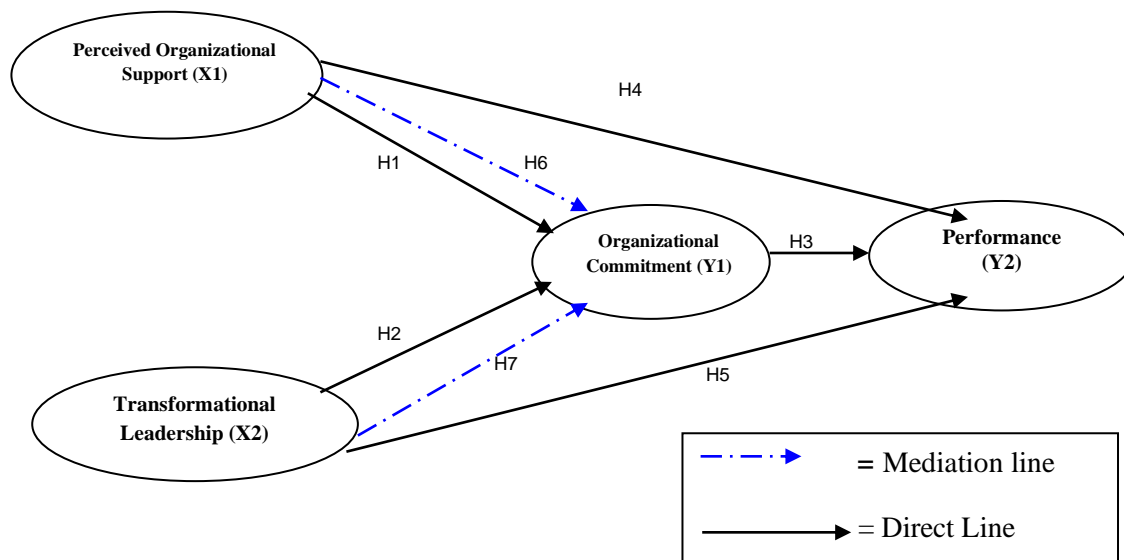 Perceived Organizational
Support (X1)
H4
H6
H1
Organizational
Commitment (Y1)
H3
Performance
(Y2)
H2
H7
H5
Transformational
Leadership (X2)
= Mediation line
= Direct Line